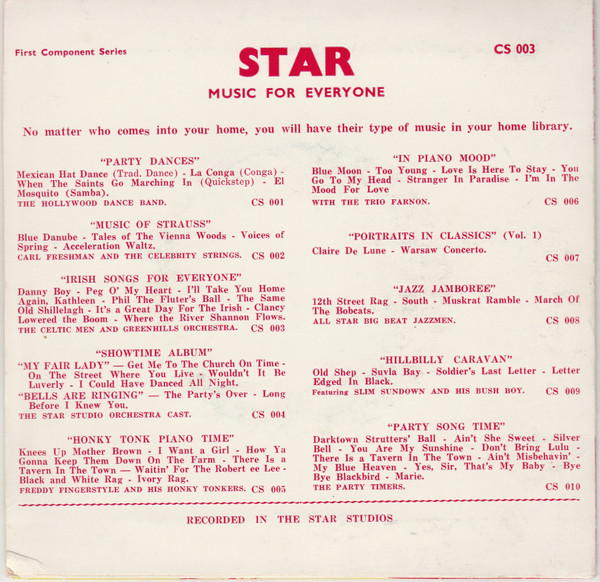 First Component Series
CS 003
STAR
MUSIC FOR EVERYONE
No matter who comes into your home, you will have their type of music in your home library.
"PARTY DANCES"
Mexican Hat Dance (Trad. Dance) - La Conga (Conga) -
When The Saints Go Marching In (Quickstep) - El
Mosquito (Samba).
THE HOLLYWOOD DANCE BAND. CS 001
"MUSIC OF STRAUSS"
Blue Danube - Tales of The Vienna Woods - Voices of
Spring - Acceleration Waltz.
CARL FRESHMAN AND THE CELEBRITY STRINGS. CS 002
"IRISH SONGS FOR EVERYONE"
Danny Boy - Peg O' My Heart - I'll Take You Home
Again, Kathleen - Phil The Fluter's Ball - The Same
Old Shillelagh - It's a Great Day For The Irish - Clancy
Lowered the Boom - Where the River Shannon Flows.
THE CELTIC MEN AND GREENHILLS ORCHESTRA. CS 003
"SHOWTIME ALBUM"
"MY FAIR LADY" — Get Me To The Church On Time -
On The Street Where You Live - Wouldn't It Be
Luverly - I Could Have Danced All Night.
"BELLS ARE RINGING" — The Party's Over - Long
Before I Knew You.
THE STAR STUDIO ORCHESTRA CAST. CS 004
"HONKY TONK PIANO TIME"
Knees Up Mother Brown - I Want a Girl - How Ya
Gonna Keep Them Down On The Farm - There is a
Tavern In The Town — Waitin' For The Robert ee Lee -
Black and White Rag - Ivory Rag.
FREDDY FINGERSTYLE AND HIS HONKY TONKERS. CS 005
"IN PIANO MOOD"
Blue Moon - Too Young - Love Is Here To Stay - You
Go To My Head - Stranger In Paradise - I'm In The
Mood For Love
WITH THE TRIO FARNON. CS 006
"PORTRAITS IN CLASSICS" (Vol. 1)
Claire De Lune - Warsaw Concerto.
CS 007
"JAZZ JAMBOREE"
12th Street Rag - South - Muskrat Ramble - March Of
The Bobcats.
ALL STAR BIG BEAT JAZZMEN. CS 008
"HILLBILLY CARAVAN"
Old Shep - Suvla Bay - Soldier's Last Letter - Letter
Edged In Black.
Featuring SLIM SUNDOWN AND HIS BUSH BOY. CS 009
"PARTY SONG TIME"
Darktown Strutters' Ball - Ain't She Sweet - Silver
Bell - You Are My Sunshine - Don't Bring Lulu -
There is a Tavern In The Town - Ain't Misbehavin' -
My Blue Heaven - Yes, Sir, That's My Baby - Bye
Bye Blackbird - Marie.
THE PARTY TIMERS. CS 010
RECORDED IN THE STAR STUDIOS